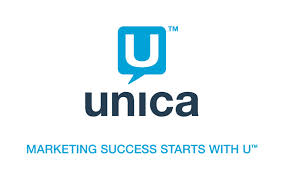 U™
unica
MARKETING SUCCESS STARTS WITH U℠